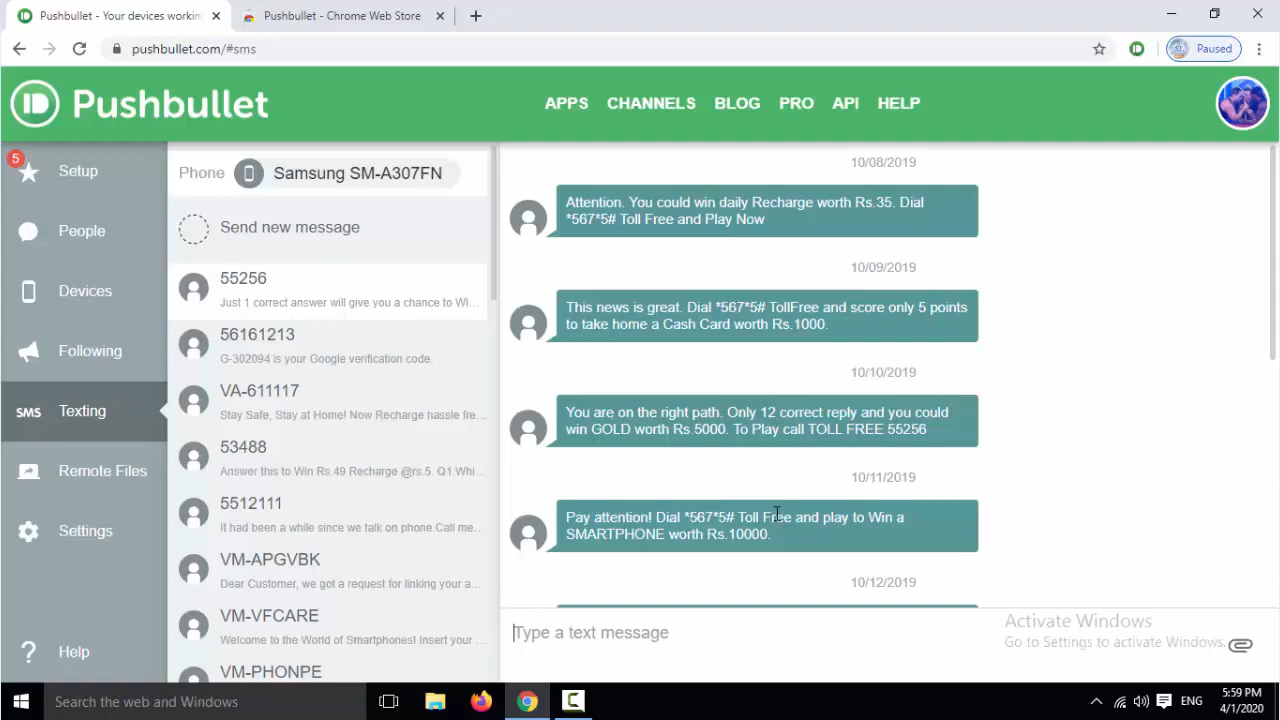 Pushbullet - Your devices workin
Pushbullet - Chrome Web Store
pushbullet.com/#sms
Paused
Pushbullet
APPS
CHANNELS
BLOG
PRO
API
HELP
5
Setup
People
Devices
Following
SMS
Texting
Remote Files
Settings
Help
Phone
Samsung SM-A307FN
Send new message
55256
Just 1 correct answer will give you a chance to WI...
56161213
G-302094 is your Google verification code.
VA-611117
Stay Safe, Stay at Home! Now Recharge hassle fre...
53488
Answer this to Win Rs.49 Recharge @rs.5. Q1.Whi...
5512111
It had been a while since we talk on phone.Call me...
VM-APGVBK
Dear Customer, we got a request for linking your a...
VM-VFCARE
Welcome to the World of Smartphones! Insert your ...
VM-PHONPE
10/08/2019
Attention. You could win daily Recharge worth Rs.35. Dial
*567*5# Toll Free and Play Now
10/09/2019
This news is great. Dial *567*5# TollFree and score only 5 points
to take home a Cash Card worth Rs.1000.
10/10/2019
You are on the right path. Only 12 correct reply and you could
win GOLD worth Rs.5000. To Play call TOLL FREE 55256
10/11/2019
Pay attention! Dial *567*5# Toll Free and play to Win a
SMARTPHONE worth Rs.10000.
10/12/2019
Type a text message
Activate Windows
Go to Settings to activate Windows.
Search the web and Windows
ENG
5:59 PM
4/1/2020